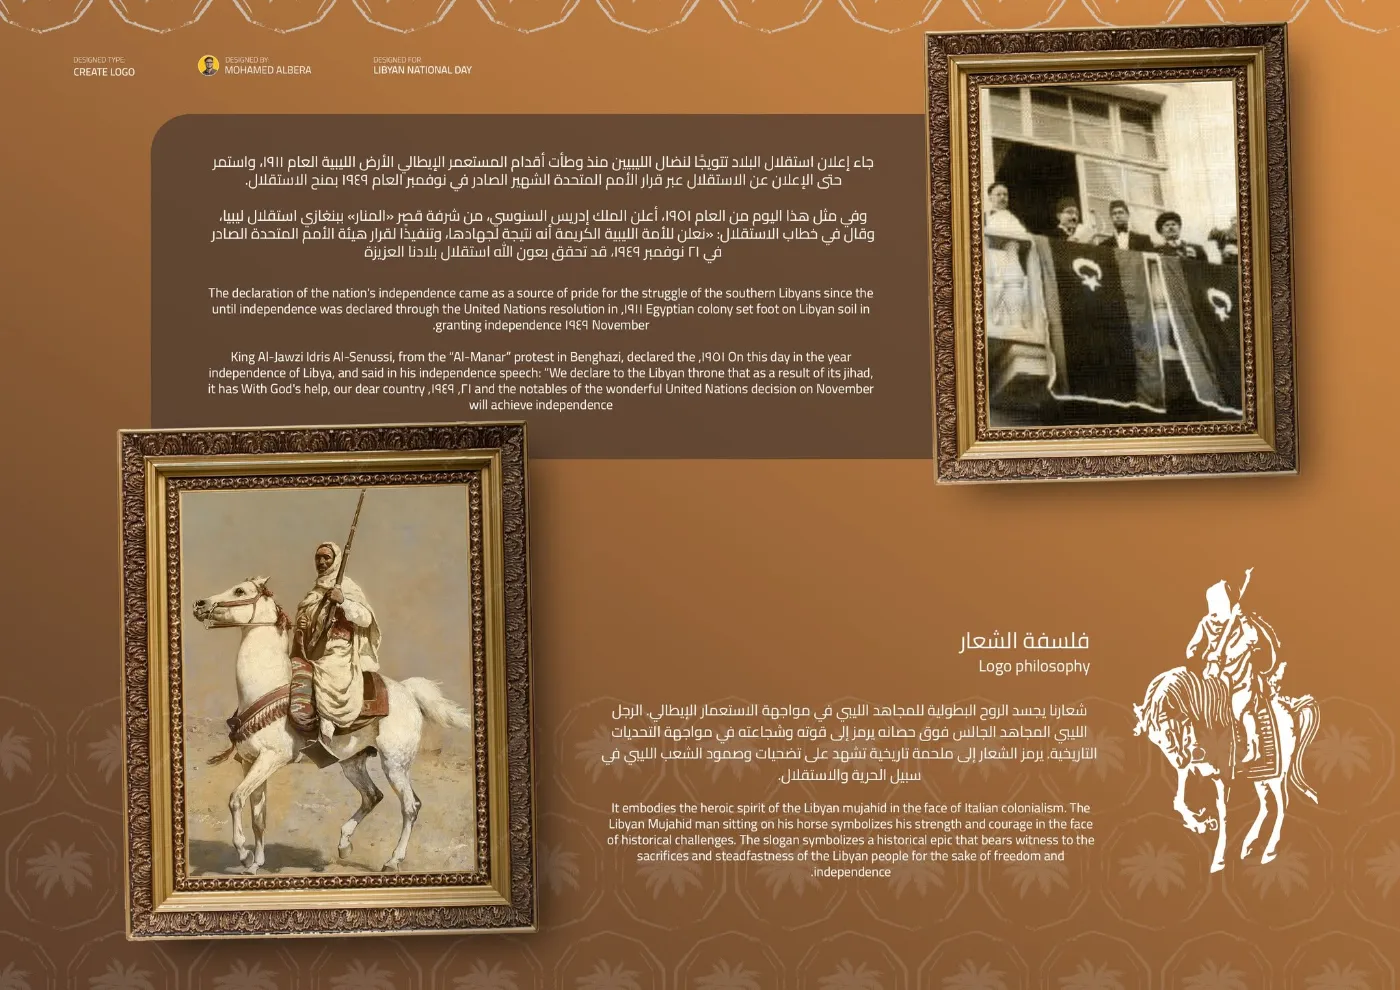 DESIGNED TYPE:
CREATE LOGO
DESIGNED BY:
MOHAMED ALBERA
DESIGNED FOR:
LIBYAN NATIONAL DAY
جاء إعلان استقلال البلاد تتويجًا لنضال الليبيين منذ وطأت أقدام المستعمر الإيطالي الأرض الليبية العام ١٩١١، واستمر
حتى الإعلان عن الاستقلال عبر قرار الأمم المتحدة الشهير الصادر في نوفمبر العام ١٩٤٩ بمنح الاستقلال.
وفي مثل هذا اليوم من العام ١٩٥١، أعلن الملك إدريس السنوسي، من شرفة قصر «المنار» ببنغازي استقلال ليبيا،
وقال في خطاب الاستقلال: «نعلن للأمة الليبية الكريمة أنه نتيجة لجهادها، وتنفيذًا لقرار هيئة الأمم المتحدة الصادر
في ٢١ نوفمبر ١٩٤٩، قد تحقق بعون الله استقلال بلادنا العزيزة
The declaration of the nation's independence came as a source of pride for the struggle of the southern Libyans since the
until independence was declared through the United Nations resolution in ,١٩١١ Egyptian colony set foot on Libyan soil in
.granting independence ١٩٤٩ November
King Al-Jawzi Idris Al-Senussi, from the “Al-Manar” protest in Benghazi, declared the ,١٩٥١ On this day in the year
independence of Libya, and said in his independence speech: “We declare to the Libyan throne that as a result of its jihad,
it has With God's help, our dear country ,١٩٤٩ ,٢١ and the notables of the wonderful United Nations decision on November
will achieve independence
فلسفة الشعار
Logo philosophy
شعارنا يجسد الروح البطولية للمجاهد الليبي في مواجهة الاستعمار الإيطالي. الرجل
الليبي المجاهد الجالس فوق حصانه يرمز إلى قوته وشجاعته في مواجهة التحديات
التاريخية. يرمز الشعار إلى ملحمة تاريخية تشهد على تضحيات وصمود الشعب الليبي في
سبيل الحرية والاستقلال.
It embodies the heroic spirit of the Libyan mujahid in the face of Italian colonialism. The
Libyan Mujahid man sitting on his horse symbolizes his strength and courage in the face
of historical challenges. The slogan symbolizes a historical epic that bears witness to the
sacrifices and steadfastness of the Libyan people for the sake of freedom and
.independence